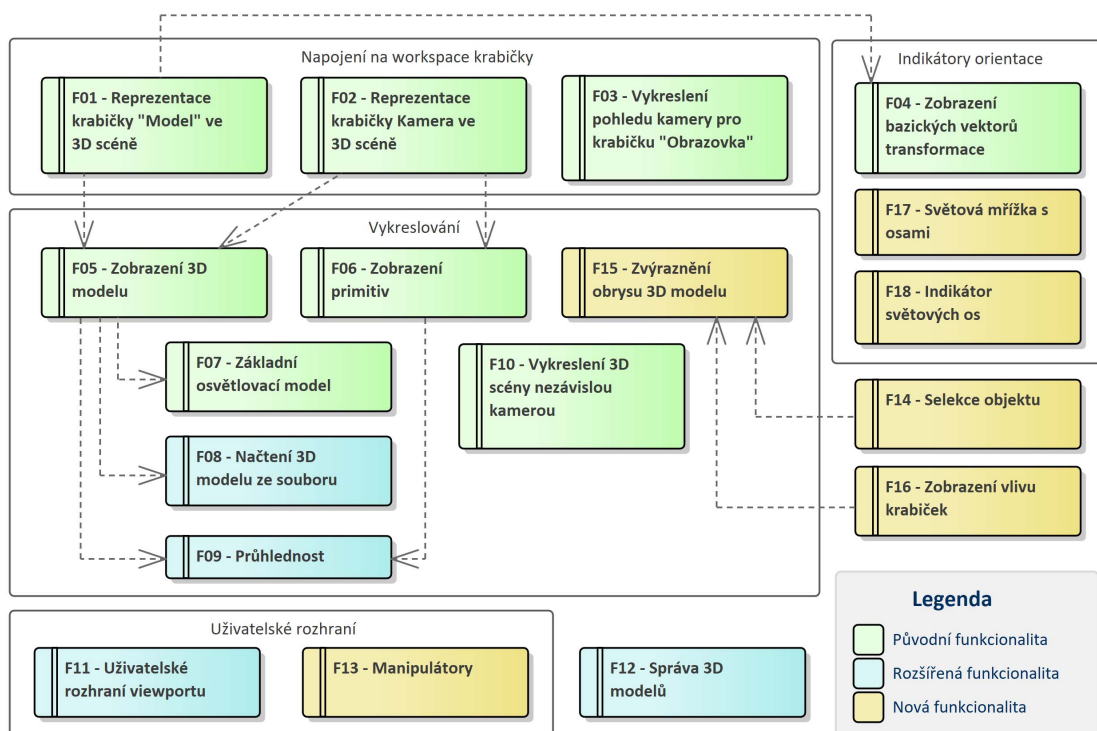 Napojení na workspace krabičky
F01 - Reprezentace
krabičky "Model" ve
3D scéně
F02 - Reprezentace
krabičky Kamera ve
3D scéně
F03 - Vykreslení
pohledu kamery pro
krabičku "Obrazovka"
Indikátory orientace
F04 - Zobrazení
bazických vektorů
transformace
F17 - Světová mřížka s
osami
F18 - Indikátor
světových os
Vykreslování
F05 - Zobrazení 3D
modelu
F06 - Zobrazení
primitiv
F15 - Zvýraznění
obrysu 3D modelu
F07 - Základní
osvětlovací model
F10 - Vykreslení 3D
scény nezávislou
kamerou
F08 - Načtení 3D
modelu ze souboru
F09 - Průhlednost
F14 - Selekce objektu
F16 - Zobrazení vlivu
krabiček
Uživatelské rozhraní
F11 - Uživatelské
rozhraní viewportu
F13 - Manipulátory
F12 - Správa 3D
modelů
Legenda
Původní funkcionalita
Rozšířená funkcionalita
Nová funkcionalita